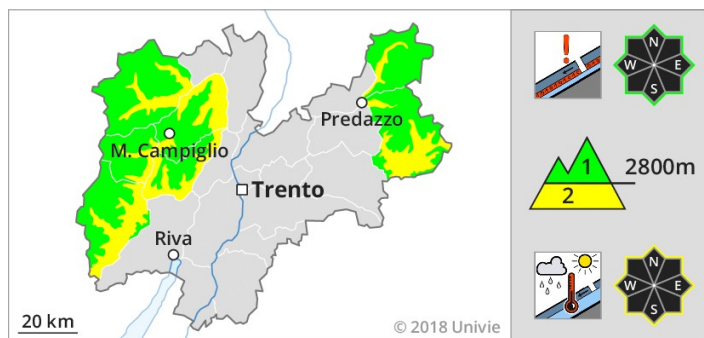 Predazzo
M. Campiglio
Trento
Riva
20 km
© 2018 Univie
N
W E
S
1 2800m
2
N
W E
S